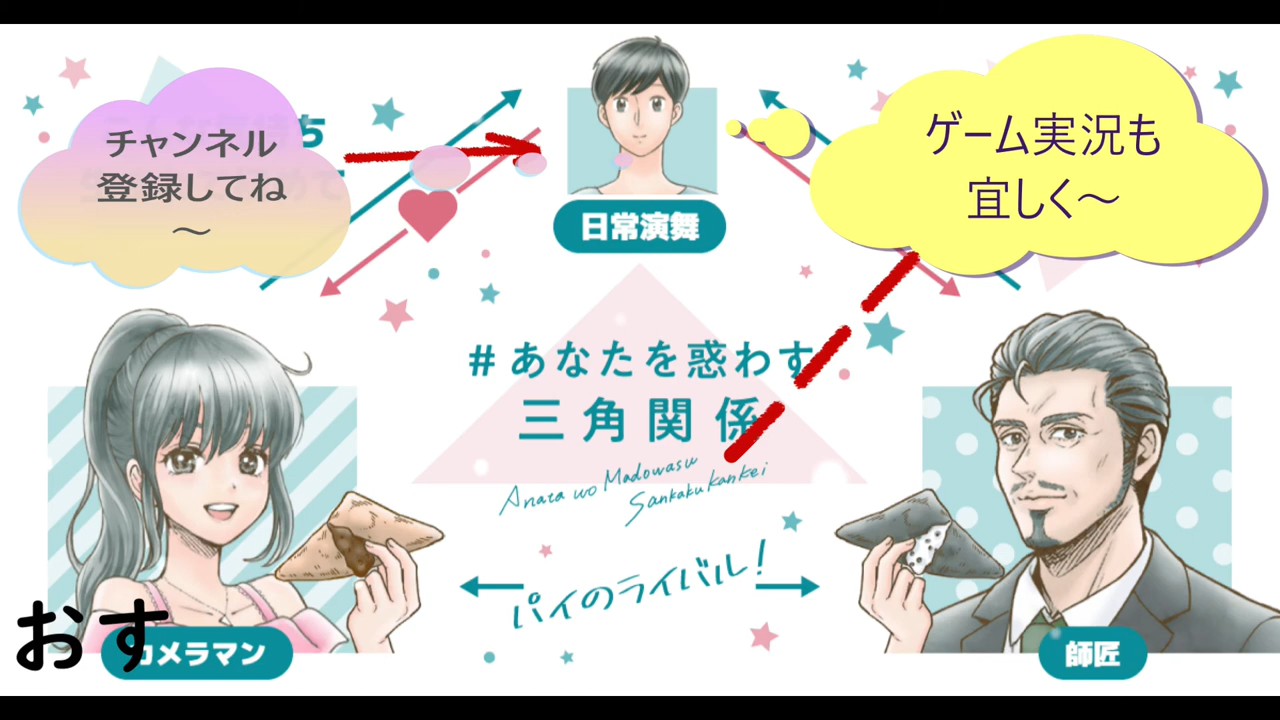 チャンネル
登録してね
～
ゲーム実況も
宜しく～
日常演舞
#あなたを惑わす
三角関係
Anata wo Madowasu
Sankaku kankei
パイのライバル!
おす
カメラマン
師匠